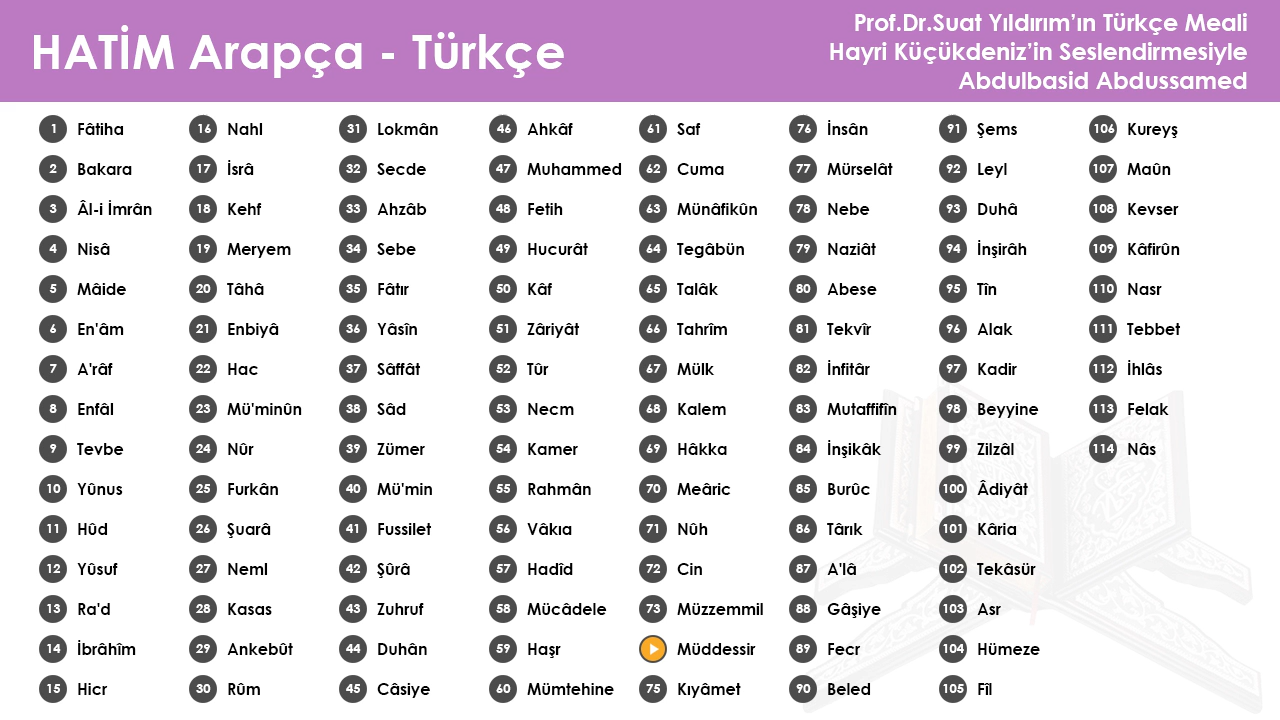 HATİM Arapça - Türkçe
Prof.Dr.Suat Yıldırım’ın Türkçe Meali
Hayri Küçükdeniz’in Seslendirmesiyle
Abdulbasid Abdussamed
1 Fâtiha
2 Bakara
3 Âl-i İmrân
4 Nisâ
5 Mâide
6 En'âm
7 A'râf
8 Enfâl
9 Tevbe
10 Yûnus
11 Hûd
12 Yûsuf
13 Ra'd
14 İbrâhîm
15 Hicr
16 Nahl
17 İsrâ
18 Kehf
19 Meryem
20 Tâhâ
21 Enbiyâ
22 Hac
23 Mü'minûn
24 Nûr
25 Furkân
26 Şuarâ
27 Neml
28 Kasas
29 Ankebût
30 Rûm
31 Lokmân
32 Secde
33 Ahzâb
34 Sebe
35 Fâtır
36 Yâsîn
37 Sâffât
38 Sâd
39 Zümer
40 Mü'min
41 Fussilet
42 Şûrâ
43 Zuhruf
44 Duhân
45 Câsiye
46 Ahkâf
47 Muhammed
48 Fetih
49 Hucurât
50 Kâf
51 Zâriyât
52 Tûr
53 Necm
54 Kamer
55 Rahmân
56 Vâkıa
57 Hadîd
58 Mücâdele
59 Haşr
60 Mümtehine
61 Saf
62 Cuma
63 Münâfikûn
64 Tegâbün
65 Talâk
66 Tahrîm
67 Mülk
68 Kalem
69 Hâkka
70 Meâric
71 Nûh
72 Cin
73 Müzzemmil
Müddessir
75 Kıyâmet
76 İnsân
77 Mürselât
78 Nebe
79 Naziât
80 Abese
81 Tekvîr
82 İnfitâr
83 Mutaffifîn
84 İnşikâk
85 Burûc
86 Târık
87 A'lâ
88 Gâşiye
89 Fecr
90 Beled
91 Şems
92 Leyl
93 Duhâ
94 İnşirâh
95 Tîn
96 Alak
97 Kadir
98 Beyyine
99 Zilzâl
100 Âdiyât
101 Kâria
102 Tekâsür
103 Asr
104 Hümeze
105 Fîl
106 Kureyş
107 Maûn
108 Kevser
109 Kâfirûn
110 Nasr
111 Tebbet
112 İhlâs
113 Felak
114 Nâs